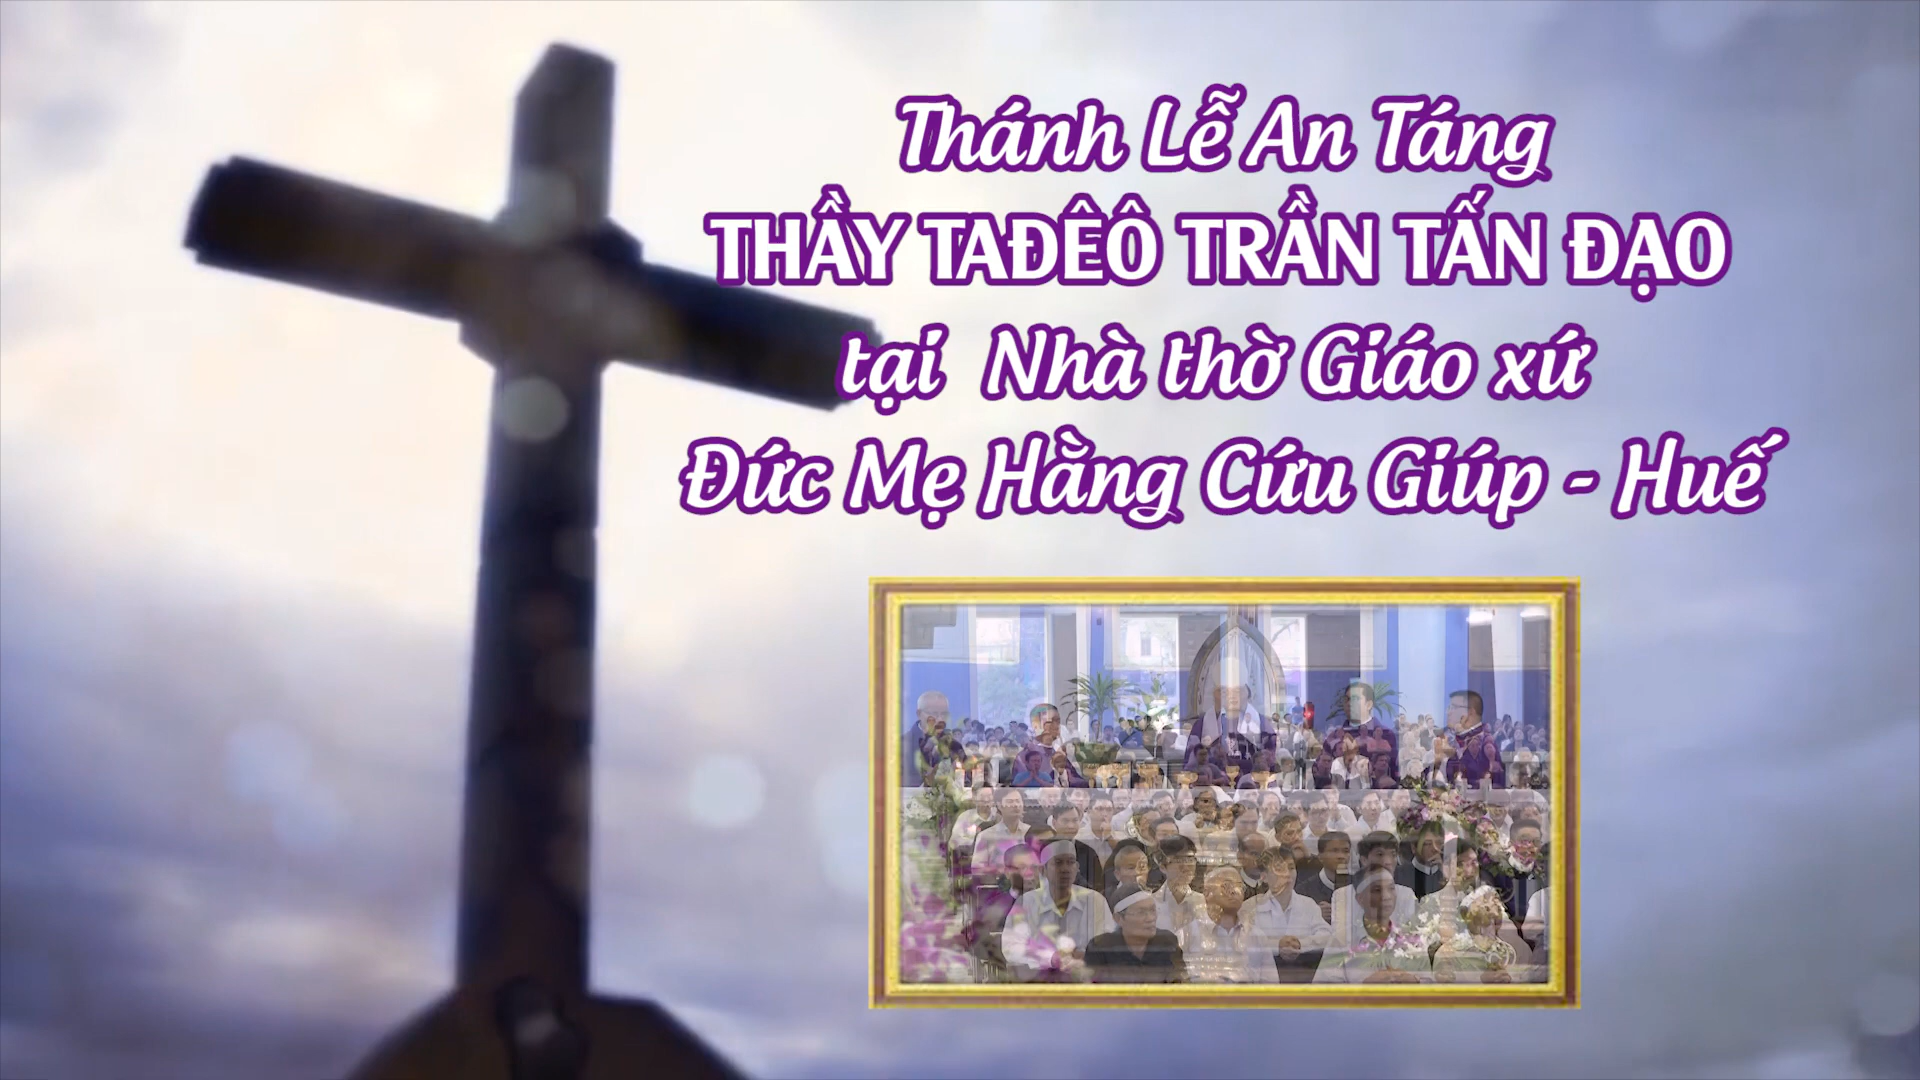 Thánh Lễ An Táng
THẦY TAĐÊÔ TRẦN TẤN ĐẠO
tại Nhà thờ Giáo xứ
Đức Mẹ Hằng Cứu Giúp - Huế